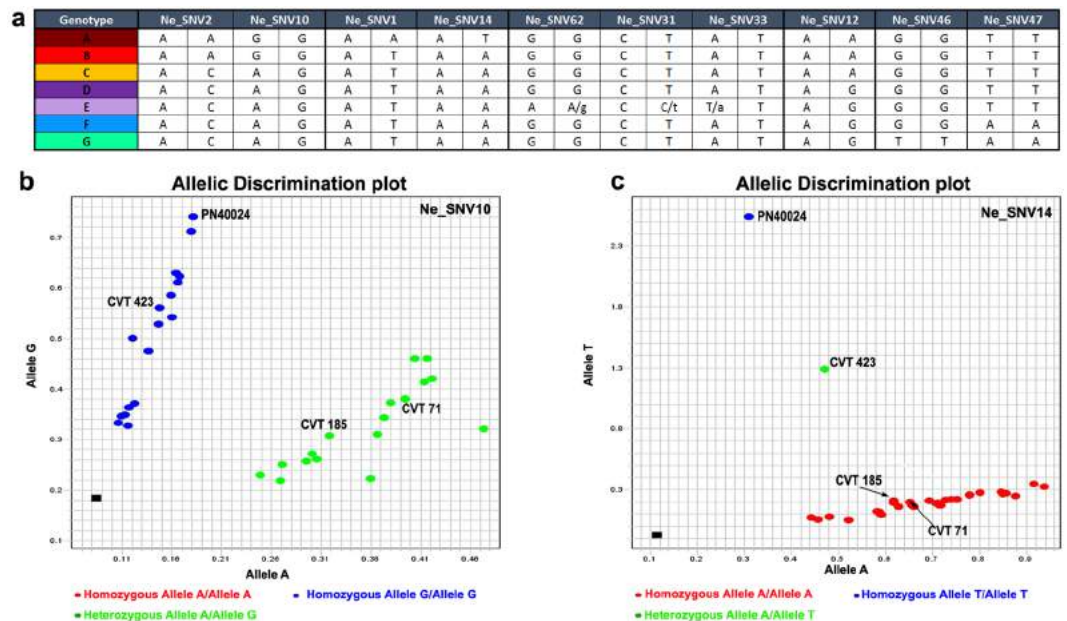 a
Genotype Ne_SNV2 Ne_SNV10 Ne_SNV1 Ne_SNV14 Ne_SNV62 Ne_SNV31 Ne_SNV33 Ne_SNV12 Ne_SNV46 Ne_SNV47
A A A G G A A A T G G C T A T A A G G T T
B A A G G A T A A G G C T A T A A G G T T
C A C A G A T A A G G C T A T A A G G T T
D A C A G A T A A G G C T A T A G G G T T
E A C A G A T A A A A/g C C/t T/a T A G G G T T
F A C A G A T A A G G C T A T A G G G A A
G A C A G A T A A G G C T A T A G T T A A
b
Allelic Discrimination plot
Ne_SNV10
PN40024
CVT 423
CVT 71
CVT 185
Allele G
0.7
0.6
0.5
0.4
0.3
0.2
0.1
0.11 0.16 0.21 0.26 0.31 0.36 0.41 0.46
Allele A
Homozygous Allele A/Allele A
Homozygous Allele G/Allele G
Heterozygous Allele A/Allele G
c
Allelic Discrimination plot
Ne_SNV14
PN40024
CVT 423
CVT 185
CVT 71
Allele T
2.3
1.8
1.3
0.8
0.3
0.1 0.2 0.3 0.4 0.5 0.6 0.7 0.8 0.9
Allele A
Homozygous Allele A/Allele A
Homozygous Allele T/Allele T
Heterozygous Allele A/Allele T